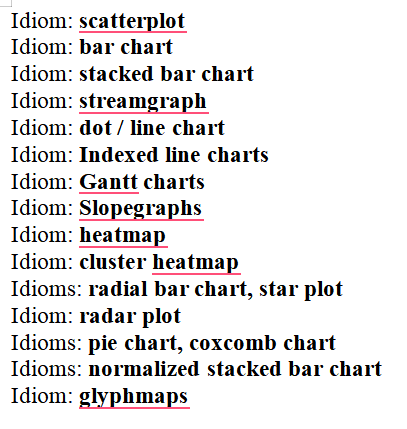 Idiom: scatterplot
Idiom: bar chart
Idiom: stacked bar chart
Idiom: streamgraph
Idiom: dot / line chart
Idiom: Indexed line charts
Idiom: Gantt charts
Idiom: Slopegraphs
Idiom: heatmap
Idiom: cluster heatmap
Idioms: radial bar chart, star plot
Idiom: radar plot
Idioms: pie chart, coxcomb chart
Idioms: normalized stacked bar chart
Idiom: glyphmaps